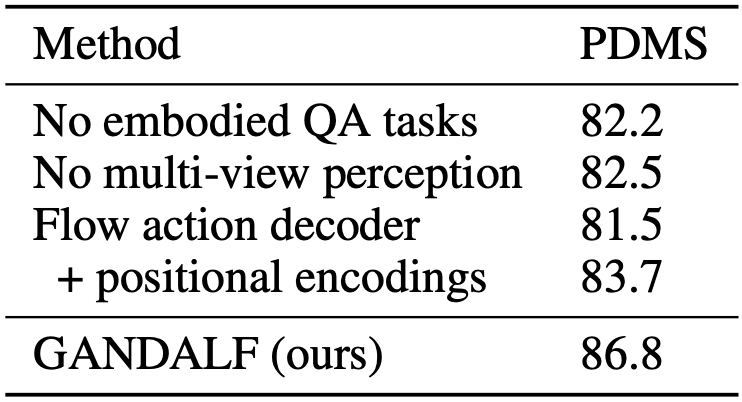 Method PDMS
No embodied QA tasks 82.2
No multi-view perception 82.5
Flow action decoder 81.5
+ positional encodings 83.7
GANDALF (ours) 86.8